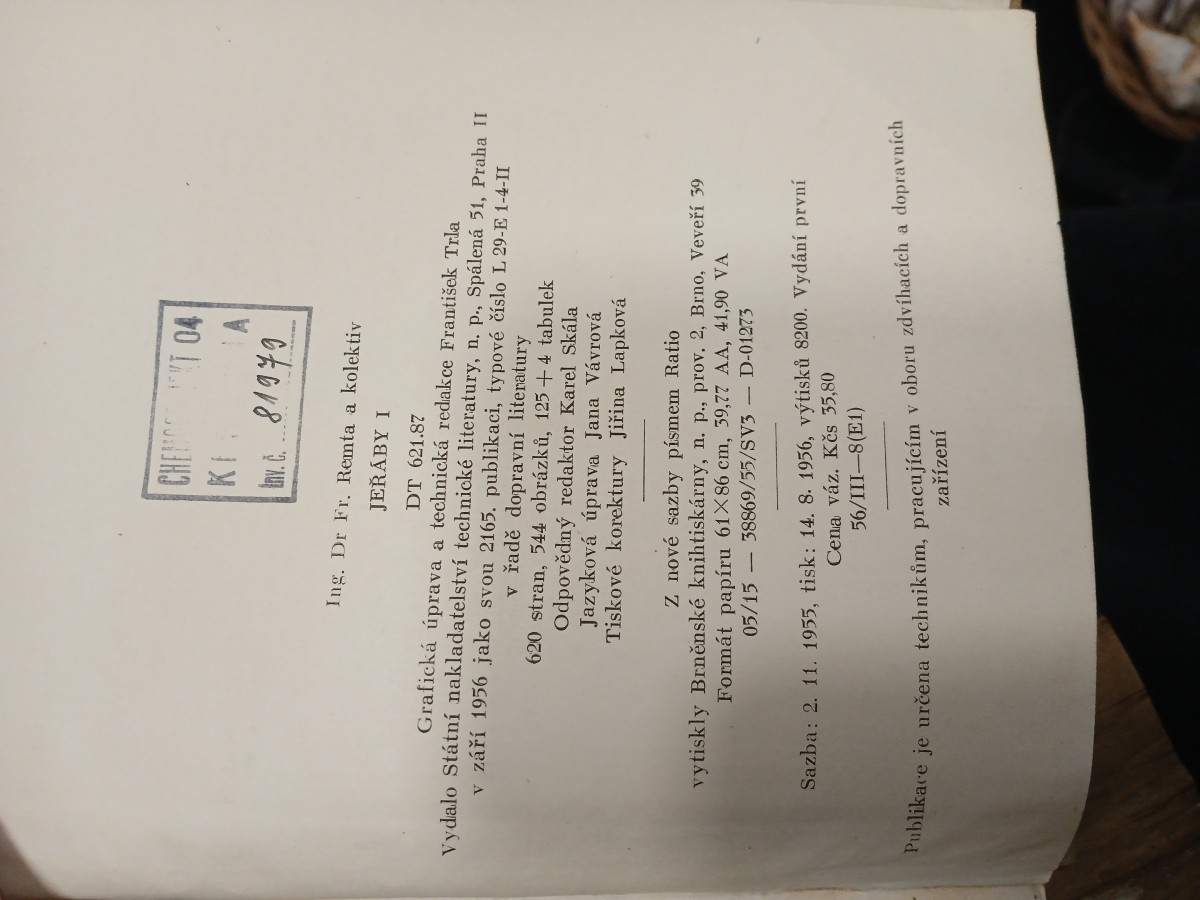 04
A
Inv. č. 81979
Ing. Dr Fr. Remta a kolektiv
JEŘÁBY I
DT 621.87
Grafická úprava a technická redakce František Trla
Vydalo Státní nakladatelství technické literatury, n. p., Spálená 51, Praha II
v září 1956 jako svou 2165. publikaci, typové číslo L 29-E 1-4-II
v řadě dopravní literatury
620 stran, 544 obrázků, 125 + 4 tabulek
Odpovědný redaktor Karel Skála
Jazyková úprava Jana Vávrová
Tiskové korektury Jiřina Lapková
Z nové sazby písmem Ratio
vytiskly Brněnské knihtiskárny, n. p., prov. 2, Brno, Veveří 39
Formát papíru 61×86 cm, 39,77 AA, 41,90 VA
05/15 — 38869/55/SV3 — D-01273
Sazba: 2. 11. 1955, tisk: 14. 8. 1956, výtisků 8200. Vydání první
Cena váz. Kčs 35,80
56/III—8(E1)
Publikace je určena technikům, pracujícím v oboru zdvíhacích a dopravních
zařízení